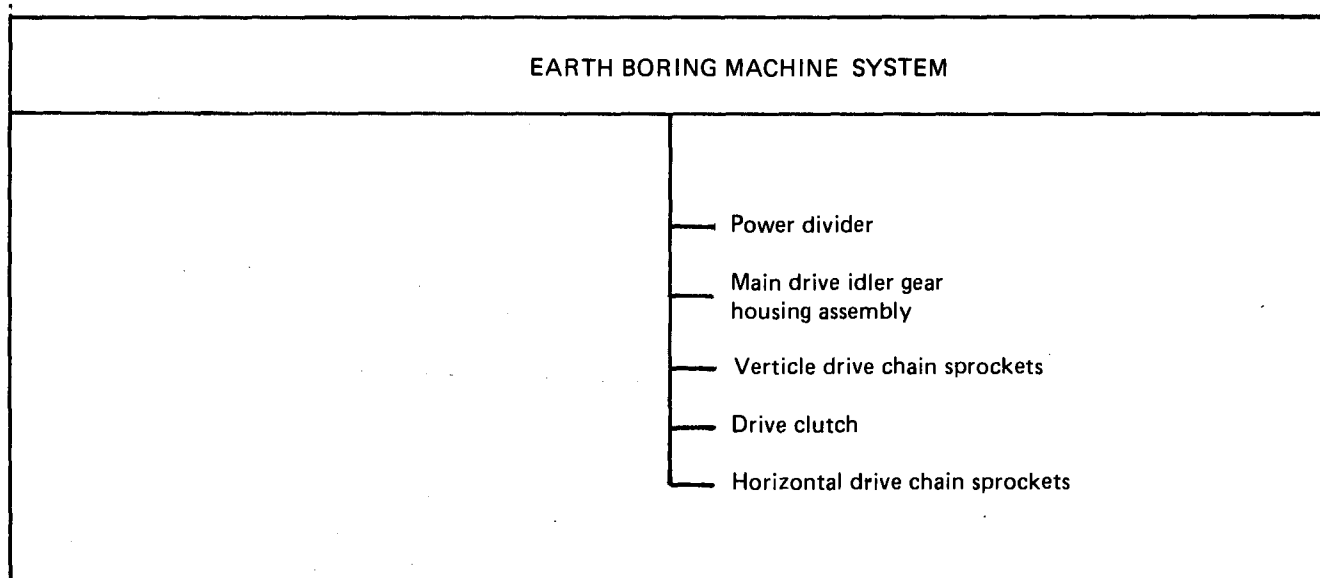 EARTH BORING MACHINE SYSTEM
Power divider
Main drive idler gear
housing assembly
Verticle drive chain sprockets
Drive clutch
Horizontal drive chain sprockets